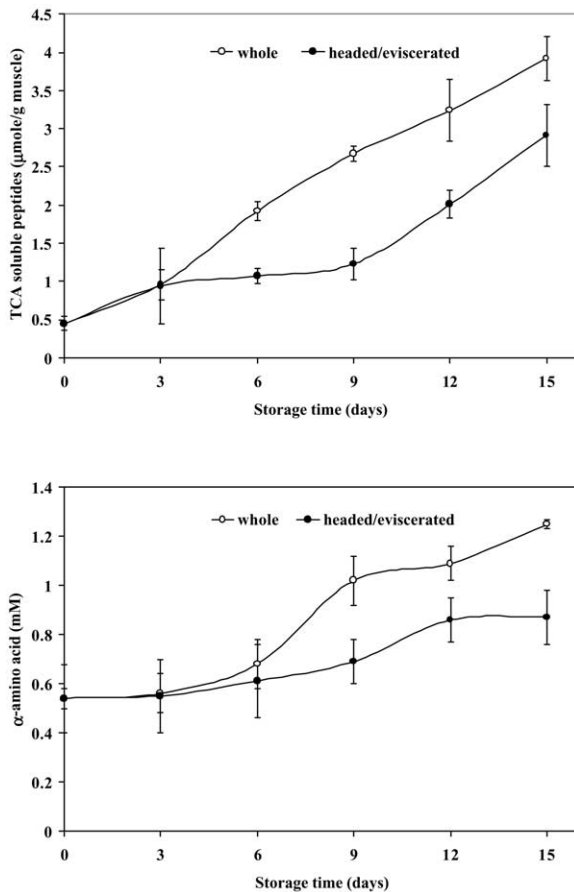 TCA soluble peptides (μmole/g muscle)
4.5
4
3.5
3
2.5
2
1.5
1
0.5
0
whole headed/eviscerated
0 3 6 9 12 15
Storage time (days)
α-amino acid (mM)
1.4
1.2
1
0.8
0.6
0.4
0.2
0
whole headed/eviscerated
0 3 6 9 12 15
Storage time (days)